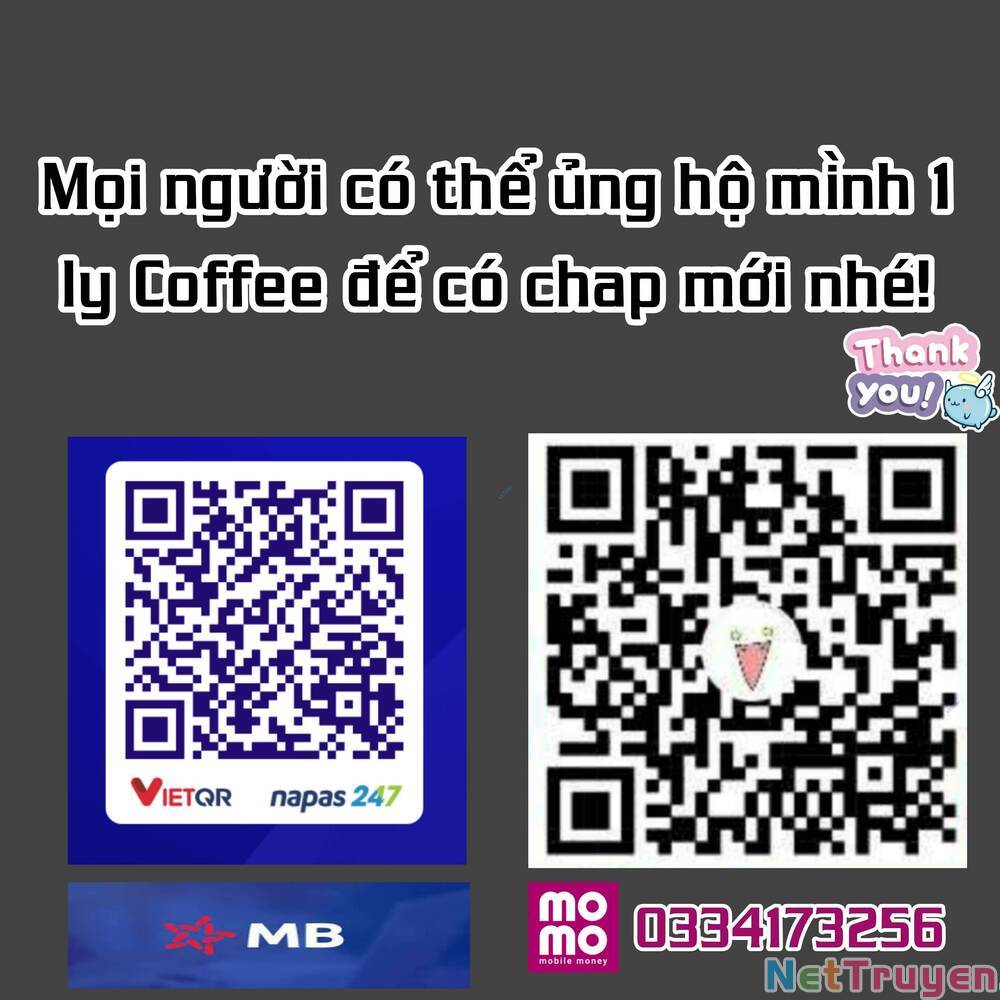 Mọi người có thể ủng hộ mình 1
ly Coffee để có chap mới nhé!
Thank
you!
VIETQR napas 247
MB
mo
mo
mobile money
0334173256
NetTruyen